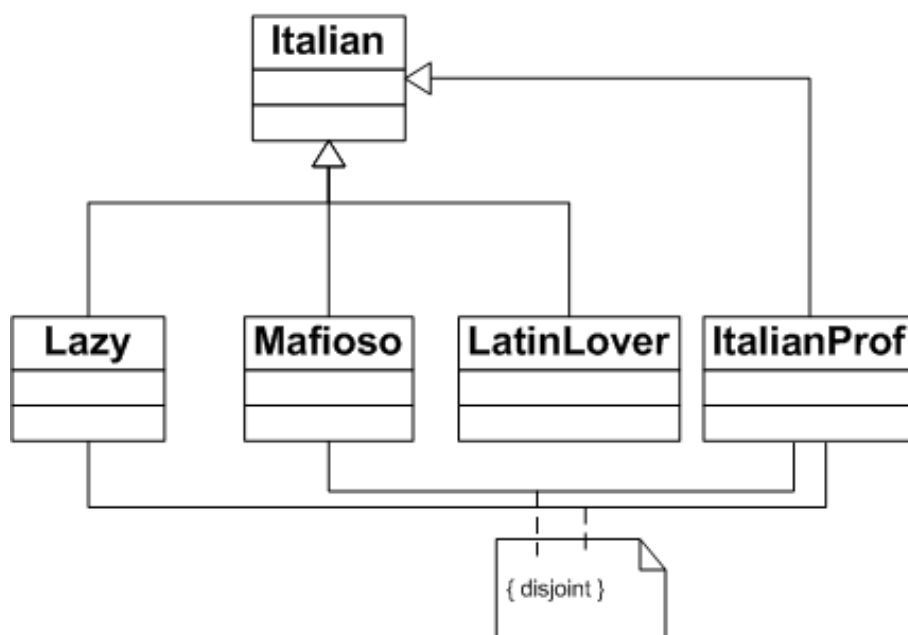 Italian
Lazy
Mafioso
LatinLover
ItalianProf
{ disjoint }